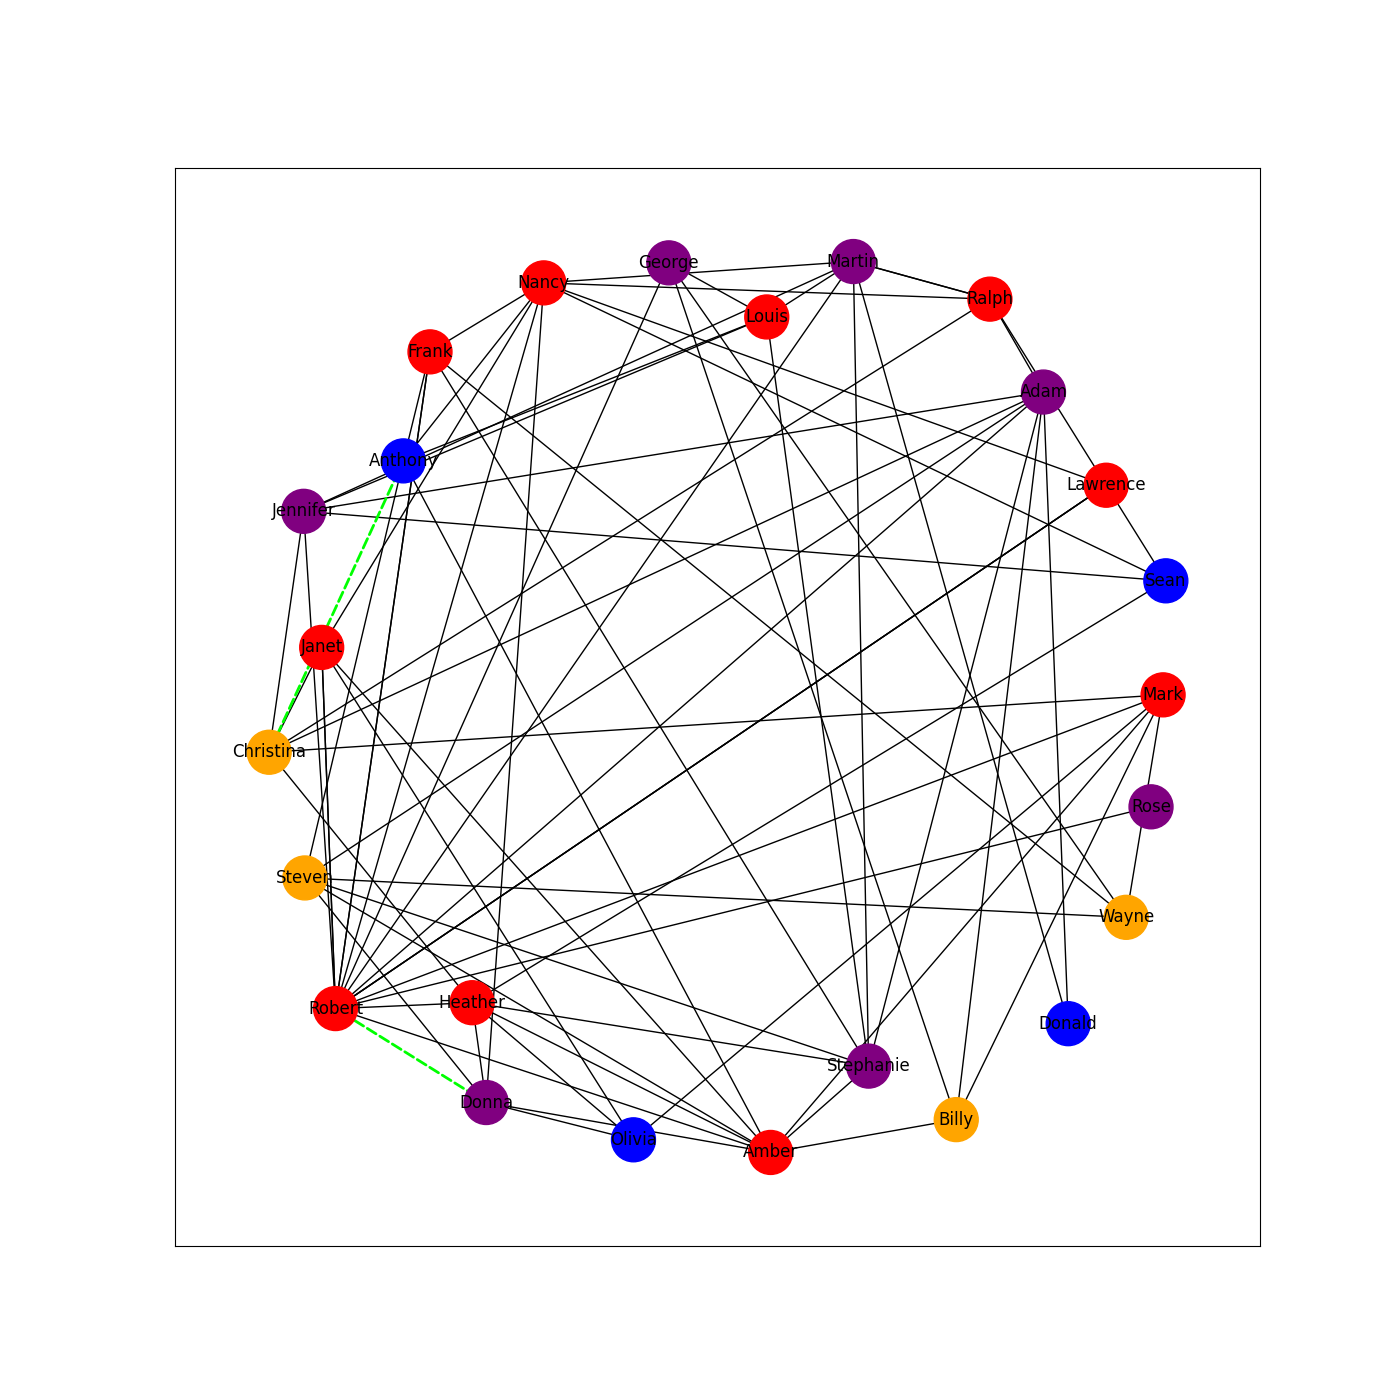 George
Martin
Nancy
Ralph
Louis
Frank
Adam
Anthony
Lawrence
Jennifer
Sean
Janet
Mark
Christina
Rose
Steven
Wayne
Heather
Robert
Donald
Stephanie
Donna
Billy
Olivia
Amber